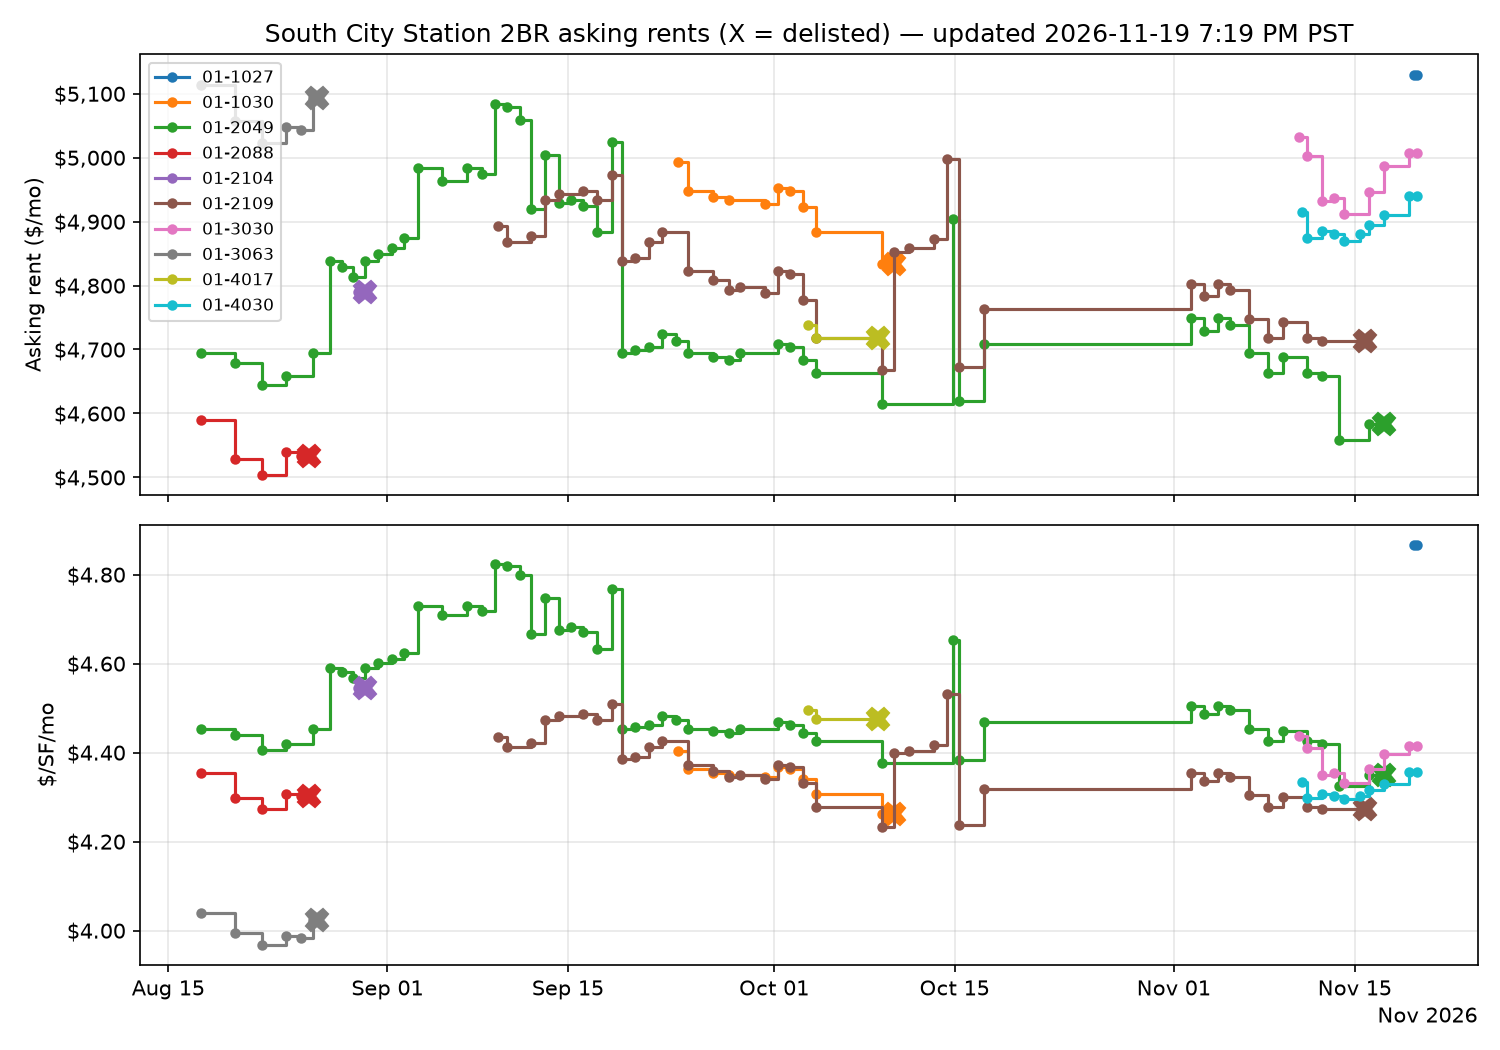 South City Station 2BR asking rents (X = delisted) — updated 2026-11-19 7:19 PM PST
Asking rent ($/mo)
$5,100
$5,000
$4,900
$4,800
$4,700
$4,600
$4,500
01-1027
01-1030
01-2049
01-2088
01-2104
01-2109
01-3030
01-3063
01-4017
01-4030
$/SF/mo
$4.80
$4.60
$4.40
$4.20
$4.00
Aug 15
Sep 01
Sep 15
Oct 01
Oct 15
Nov 01
Nov 15
Nov 2026